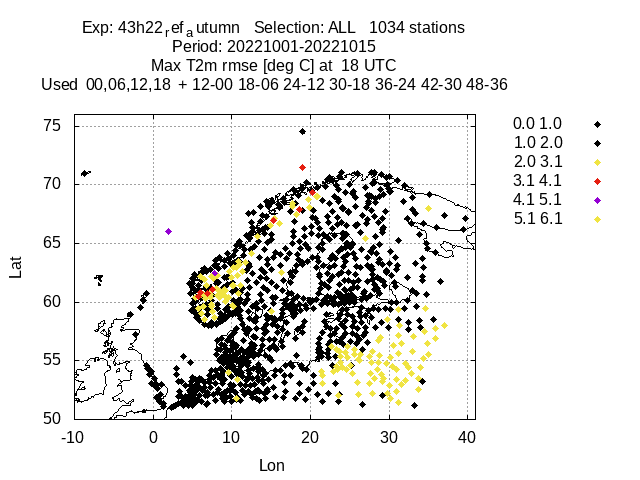 Exp: 43h22refautumn   Selection: ALL   1034 stations
Period: 20221001-20221015
Max T2m rmse [deg C] at  18 UTC
Used  00,06,12,18  + 12-00 18-06 24-12 30-18 36-24 42-30 48-36
0.0 1.0
1.0 2.0
2.0 3.1
3.1 4.1
4.1 5.1
5.1 6.1
75
70
65
60
55
50
Lat
-10 0 10 20 30 40
Lon